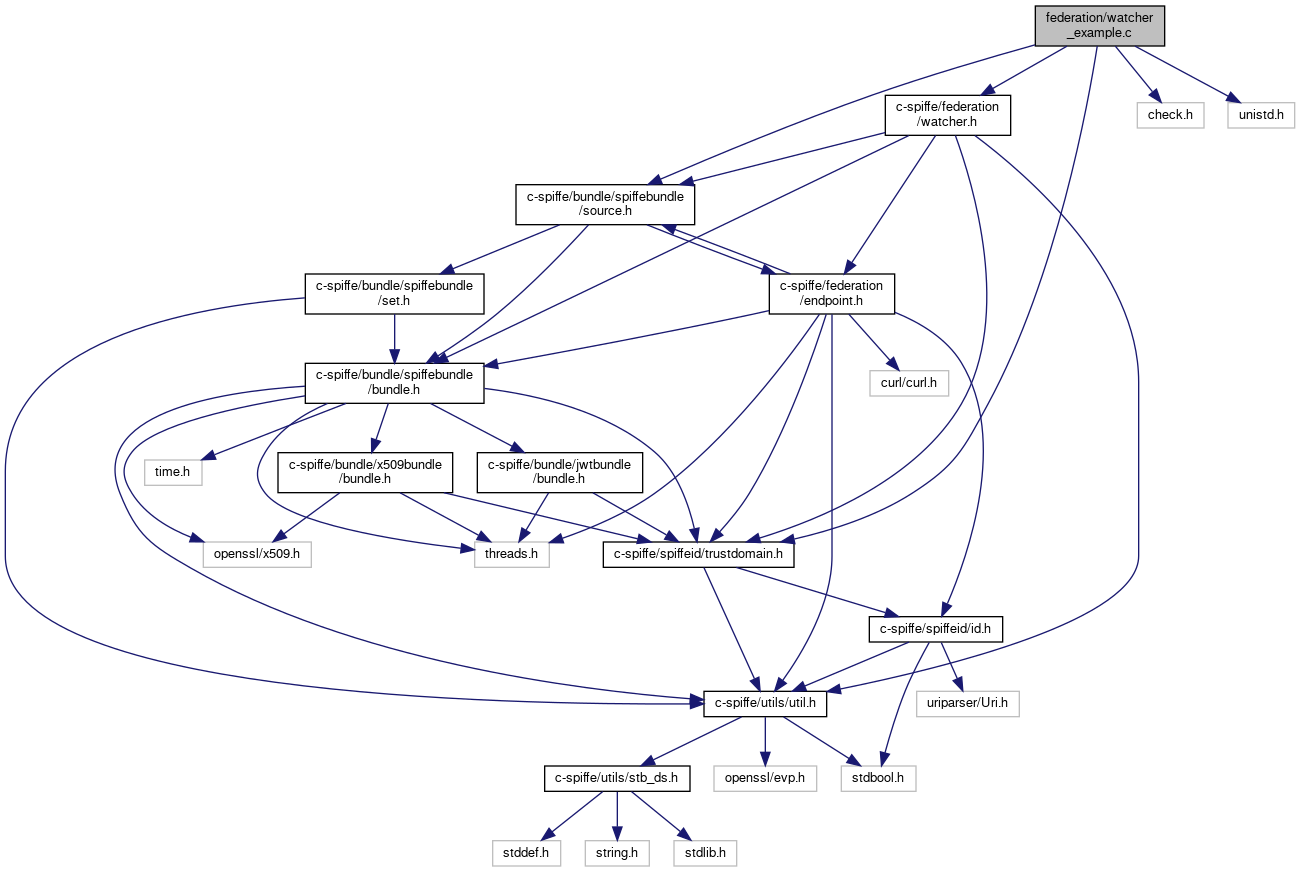 federation/watcher
_example.c
c-spiffe/federation
/watcher.h
check.h
unistd.h
c-spiffe/bundle/spiffebundle
/source.h
c-spiffe/bundle/spiffebundle
/set.h
c-spiffe/federation
/endpoint.h
c-spiffe/bundle/spiffebundle
/bundle.h
curl/curl.h
time.h
c-spiffe/bundle/x509bundle
/bundle.h
c-spiffe/bundle/jwtbundle
/bundle.h
openssl/x509.h
threads.h
c-spiffe/spiffeid/trustdomain.h
c-spiffe/spiffeid/id.h
c-spiffe/utils/util.h
uriparser/Uri.h
c-spiffe/utils/stb_ds.h
openssl/evp.h
stdbool.h
stddef.h
string.h
stdlib.h